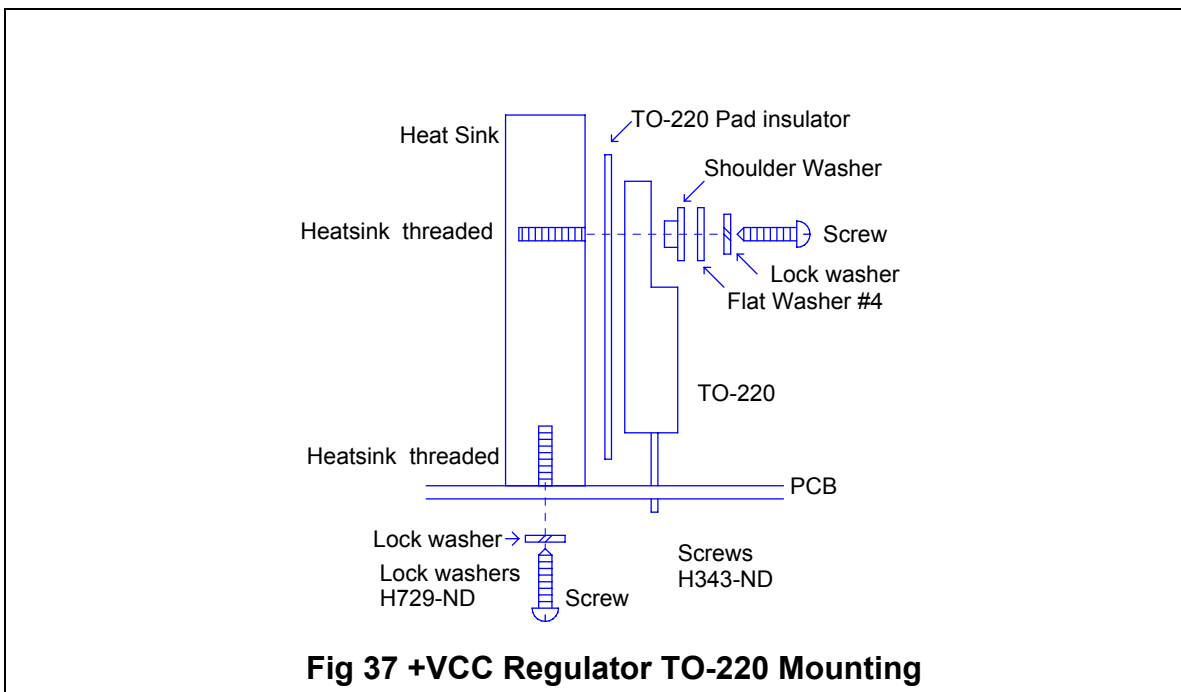 TO-220 Pad insulator
Heat Sink
Shoulder Washer
Heatsink  threaded
Screw
Lock washer
Flat Washer #4
TO-220
Heatsink  threaded
PCB
Lock washer
Screws
H343-ND
Lock washers
H729-ND
Screw
Fig 37 +VCC Regulator TO-220 Mounting